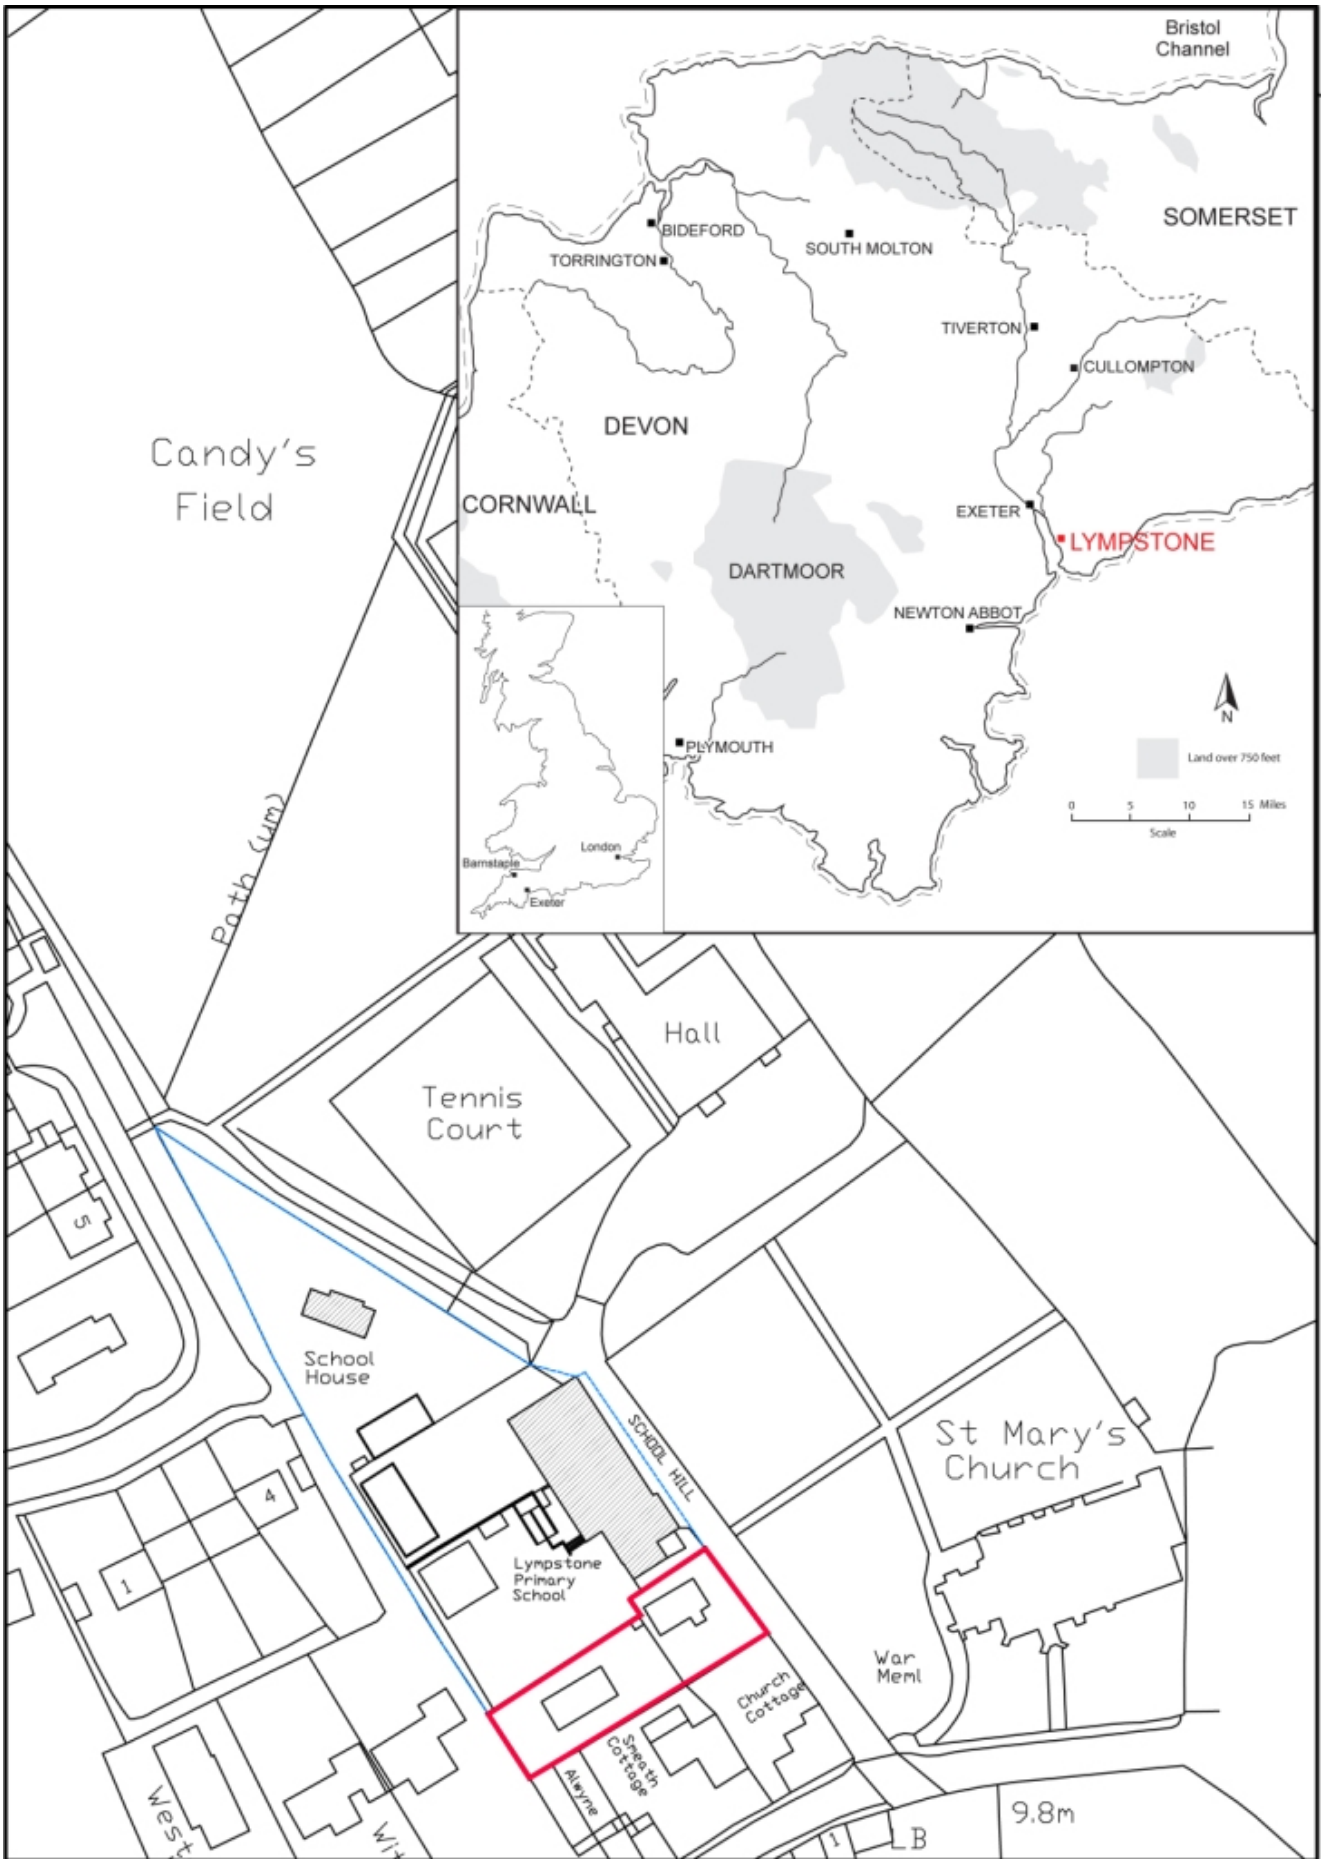 Bristol
Channel
SOMERSET
BIDEFORD
TORRINGTON
SOUTH MOLTON
TIVERTON
CULLOMPTON
DEVON
CORNWALL
EXETER
LYMPSTONE
DARTMOOR
NEWTON ABBOT
N
PLYMOUTH
Land over 750 feet
0 5 10 15 Miles
Scale
London
Barnstaple
Exeter
Candy's
Field
Path (um)
Hall
Tennis
Court
5
School
House
SCHOOL HILL
St Mary's
Church
4
1
Lympstone
Primary
School
War
Meml
Church
Cottage
Smeath
Cottage
Alwyne
West
Wit
9.8m
1
LB